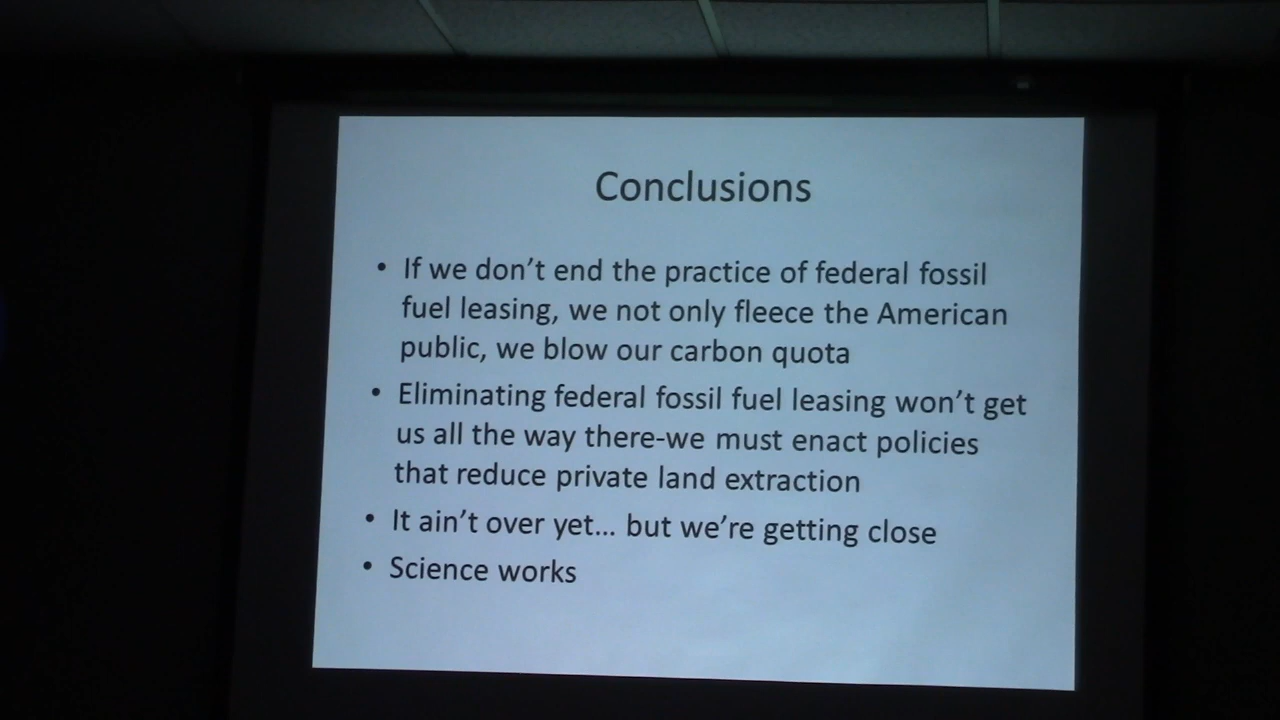 Conclusions
• If we don’t end the practice of federal fossil
fuel leasing, we not only fleece the American
public, we blow our carbon quota
• Eliminating federal fossil fuel leasing won’t get
us all the way there-we must enact policies
that reduce private land extraction
• It ain’t over yet... but we’re getting close
• Science works